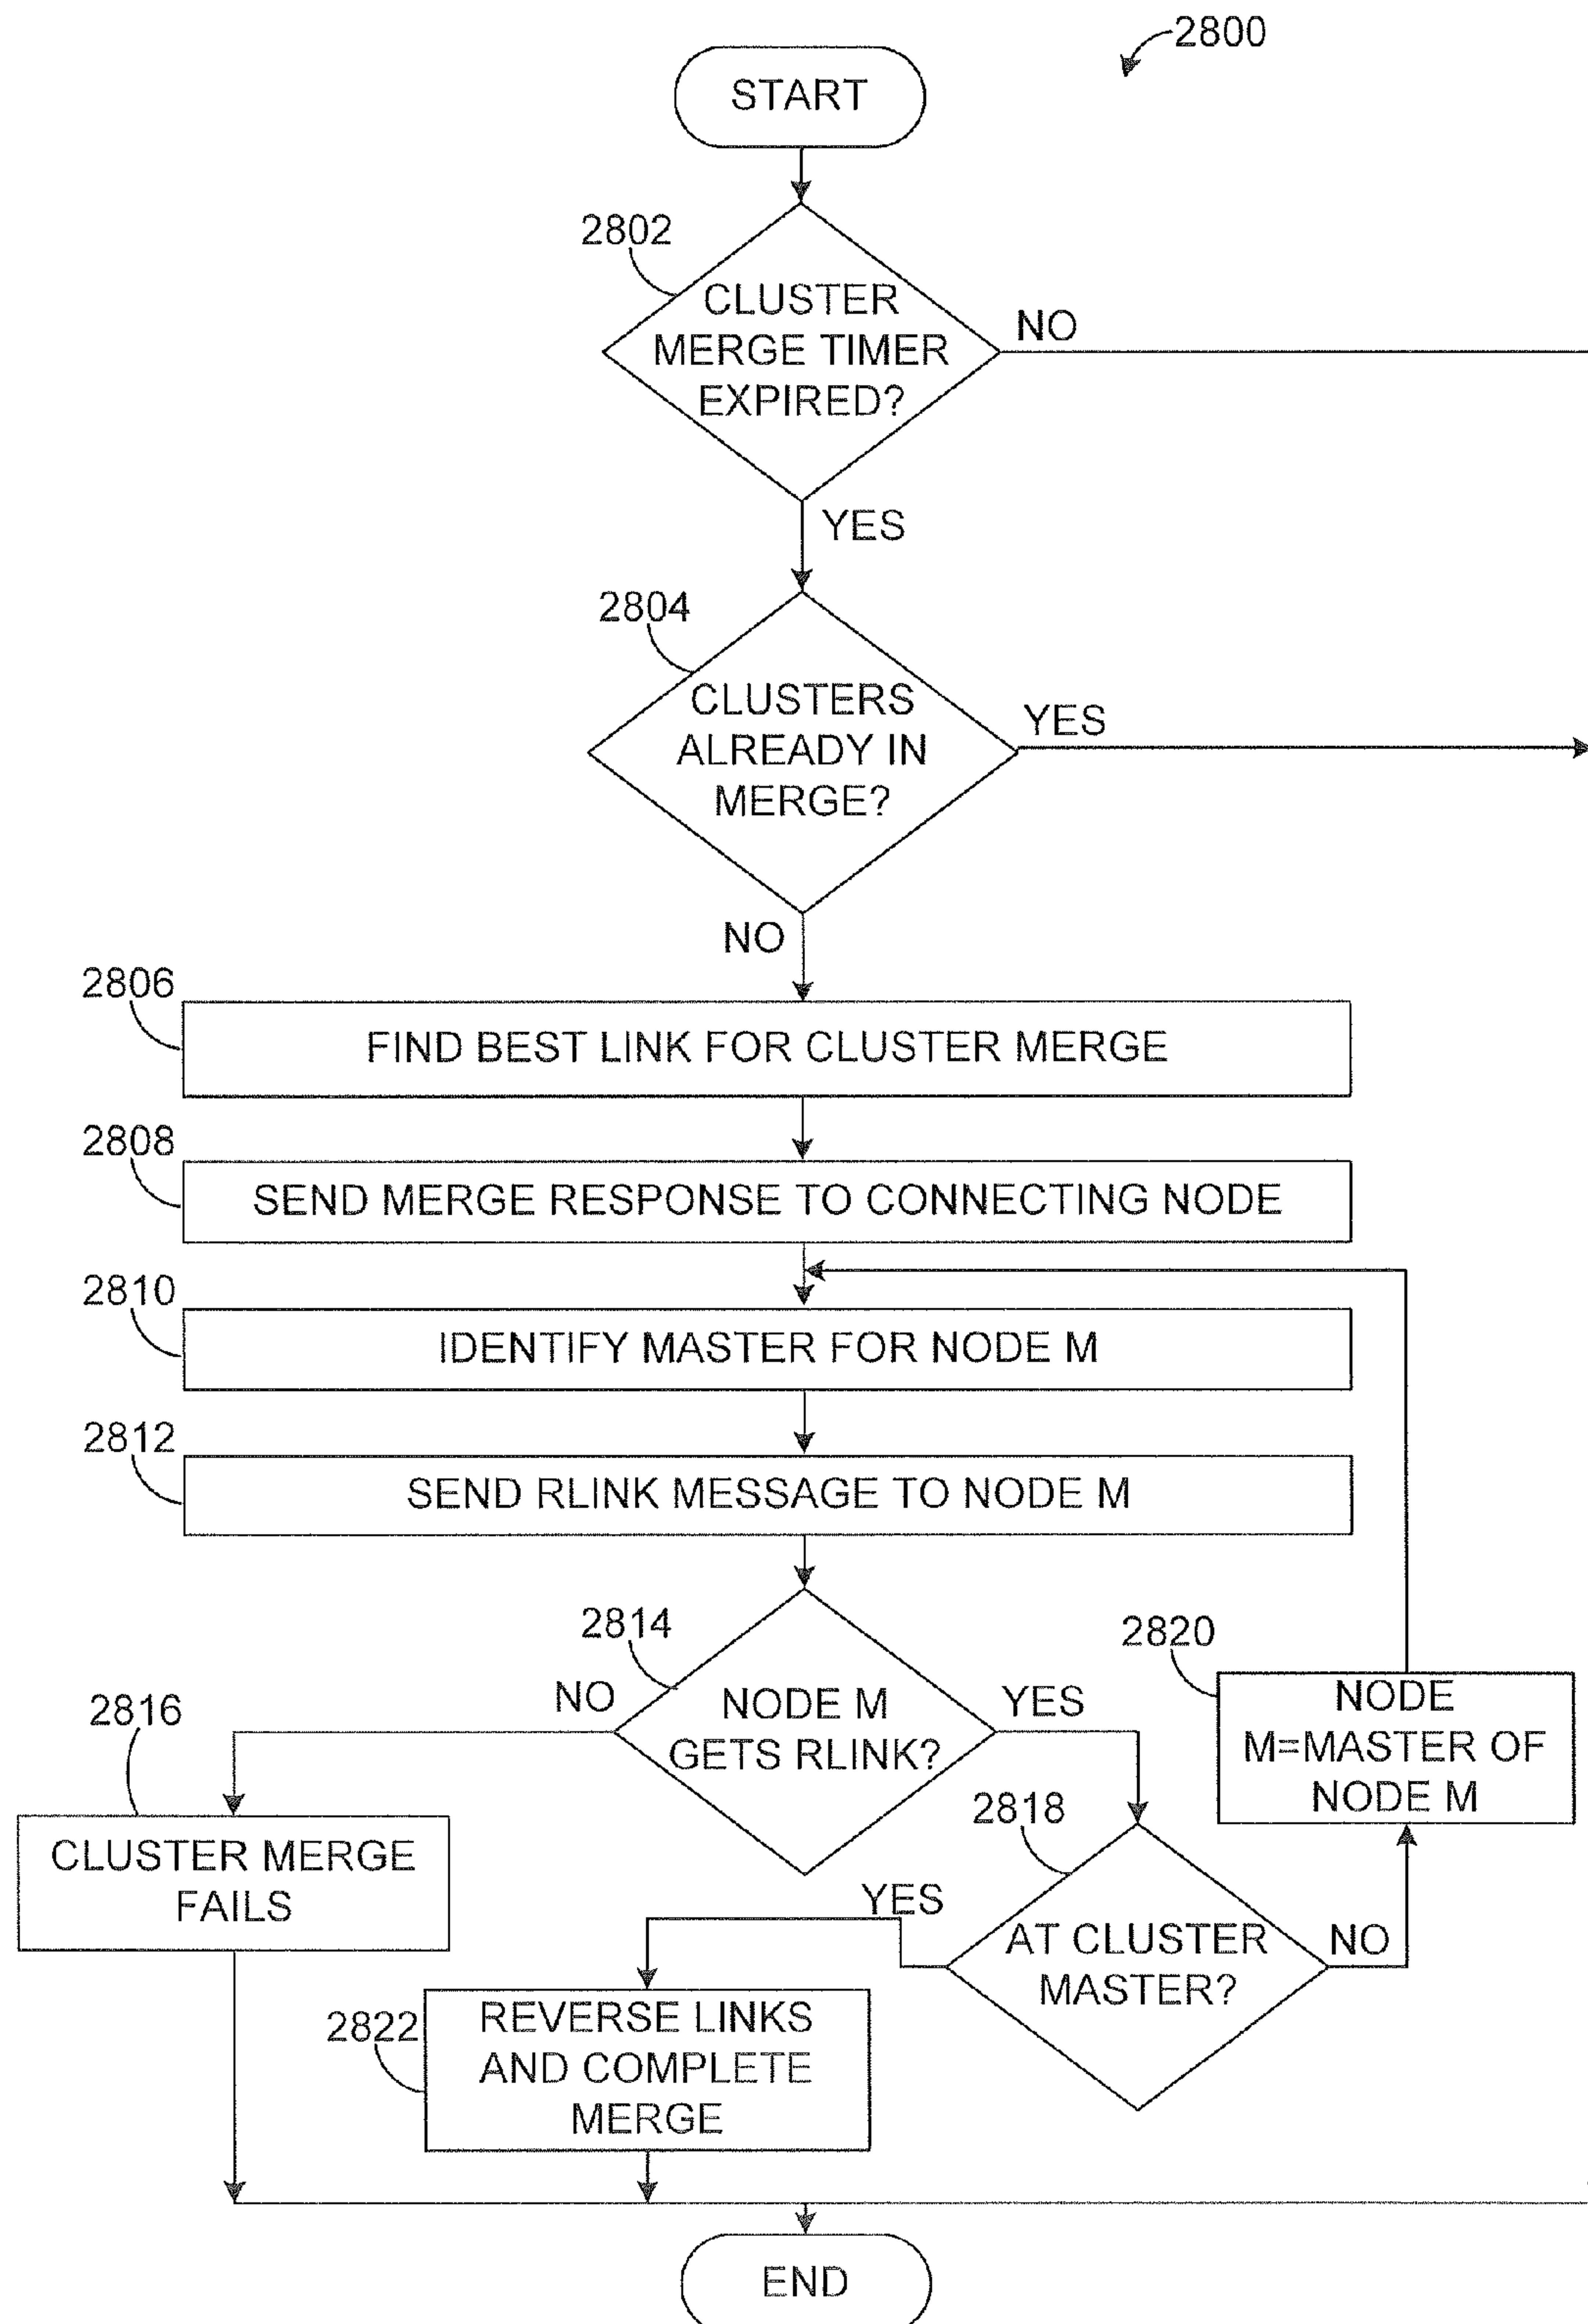 2800
START
2802
CLUSTER
MERGE TIMER
EXPIRED?
NO
YES
2804
CLUSTERS
ALREADY IN
MERGE?
YES
NO
2806
FIND BEST LINK FOR CLUSTER MERGE
2808
SEND MERGE RESPONSE TO CONNECTING NODE
2810
IDENTIFY MASTER FOR NODE M
2812
SEND RLINK MESSAGE TO NODE M
2814
NODE M
GETS RLINK?
NO
YES
2820
NODE
M=MASTER OF
NODE M
2816
CLUSTER MERGE
FAILS
2818
AT CLUSTER
MASTER?
YES
NO
2822
REVERSE LINKS
AND COMPLETE
MERGE
END